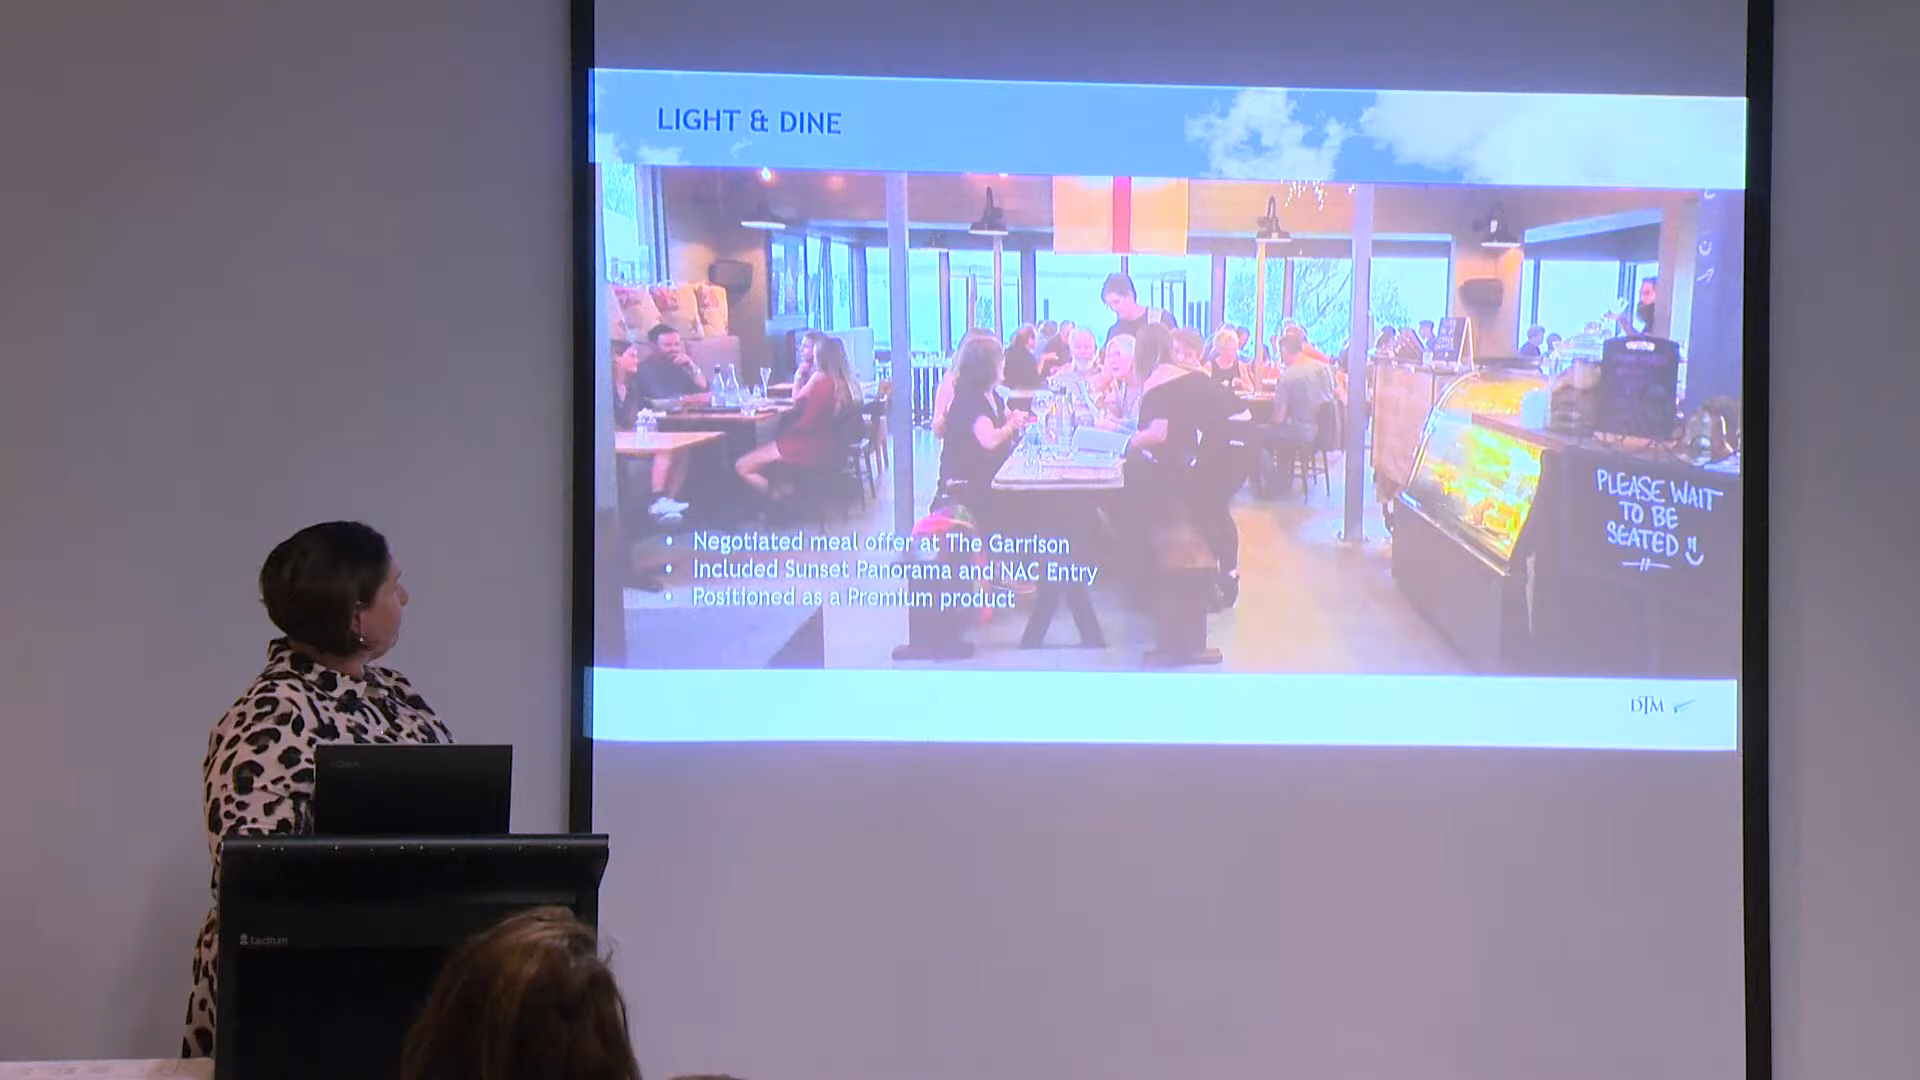 LIGHT & DINE
PLEASE WAIT
TO BE
SEATED
• Negotiated meal offer at The Garrison
• Included Sunset Panorama and NAC Entry
• Positioned as a Premium product
DTM
Lectrum